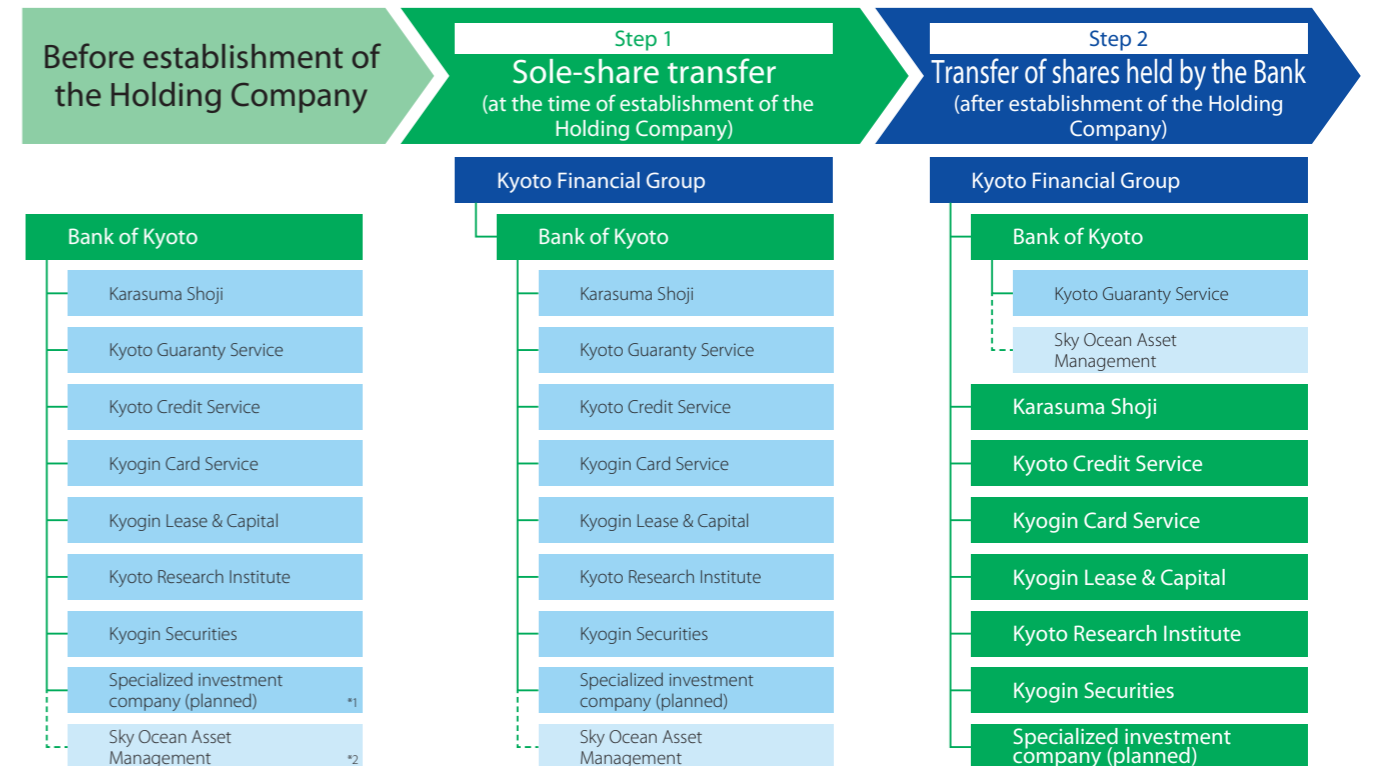 Before establishment of
the Holding Company
Step 1
Sole-share transfer
(at the time of establishment of the
Holding Company)
Step 2
Transfer of shares held by the Bank
(after establishment of the Holding
Company)
Bank of Kyoto
Karasuma Shoji
Kyoto Guaranty Service
Kyoto Credit Service
Kyogin Card Service
Kyogin Lease & Capital
Kyoto Research Institute
Kyogin Securities
Specialized investment
company (planned) *1
Sky Ocean Asset
Management *2
Kyoto Financial Group
Bank of Kyoto
Karasuma Shoji
Kyoto Guaranty Service
Kyoto Credit Service
Kyogin Card Service
Kyogin Lease & Capital
Kyoto Research Institute
Kyogin Securities
Specialized investment
company (planned)
Sky Ocean Asset
Management
Kyoto Financial Group
Bank of Kyoto
Kyoto Guaranty Service
Sky Ocean Asset
Management
Karasuma Shoji
Kyoto Credit Service
Kyogin Card Service
Kyogin Lease & Capital
Kyoto Research Institute
Kyogin Securities
Specialized investment
company (planned)